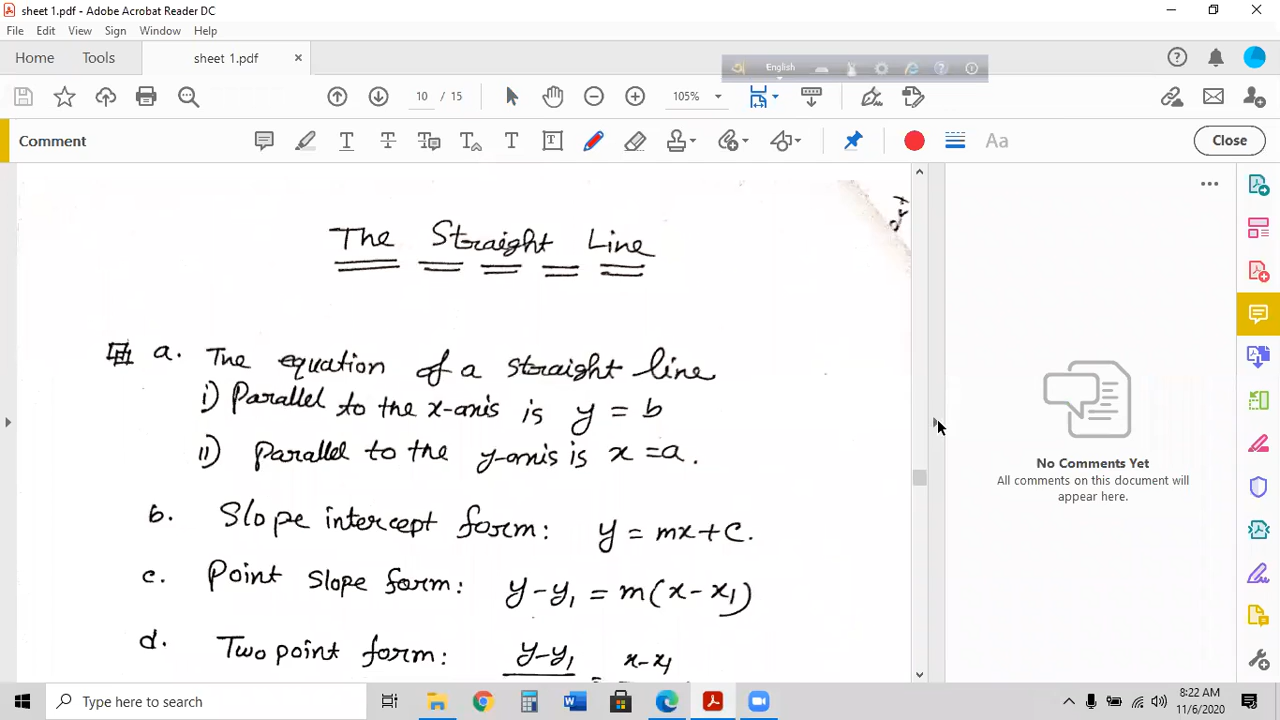 sheet 1.pdf - Adobe Acrobat Reader DC
File Edit View Sign Window Help
Home Tools sheet 1.pdf ×
English
10 / 15 105%
Comment
Aa
Close
The Straight Line
a. The equation of a straight line
i) Parallel to the x-axis is y = b
ii) parallel to the y-axis is x = a.
b. Slope intercept form: y = mx + c.
c. Point slope form: y - y₁ = m(x - x₁)
d. Two point form: y - y₁ = x - x₁
No Comments Yet
All comments on this document will
appear here.
Type here to search
8:22 AM
11/6/2020